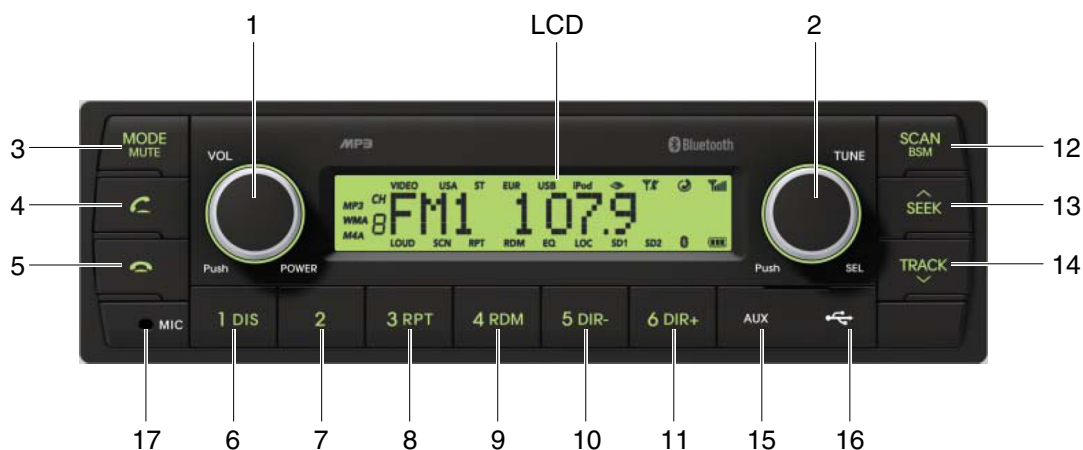 1 LCD 2
3 MODE MUTE VOL MP3 Bluetooth TUNE SCAN BSM 12
VIDEO USA ST EUR USB iPod
4 MP3 CH FM1 107.9 SEEK 13
WMA 8
M4A
LOUD SCN RPT RDM EQ LOC SD1 SD2
5 Push POWER Push SEL TRACK 14
MIC 1 DIS 2 3 RPT 4 RDM 5 DIR- 6 DIR+ AUX
17 6 7 8 9 10 11 15 16